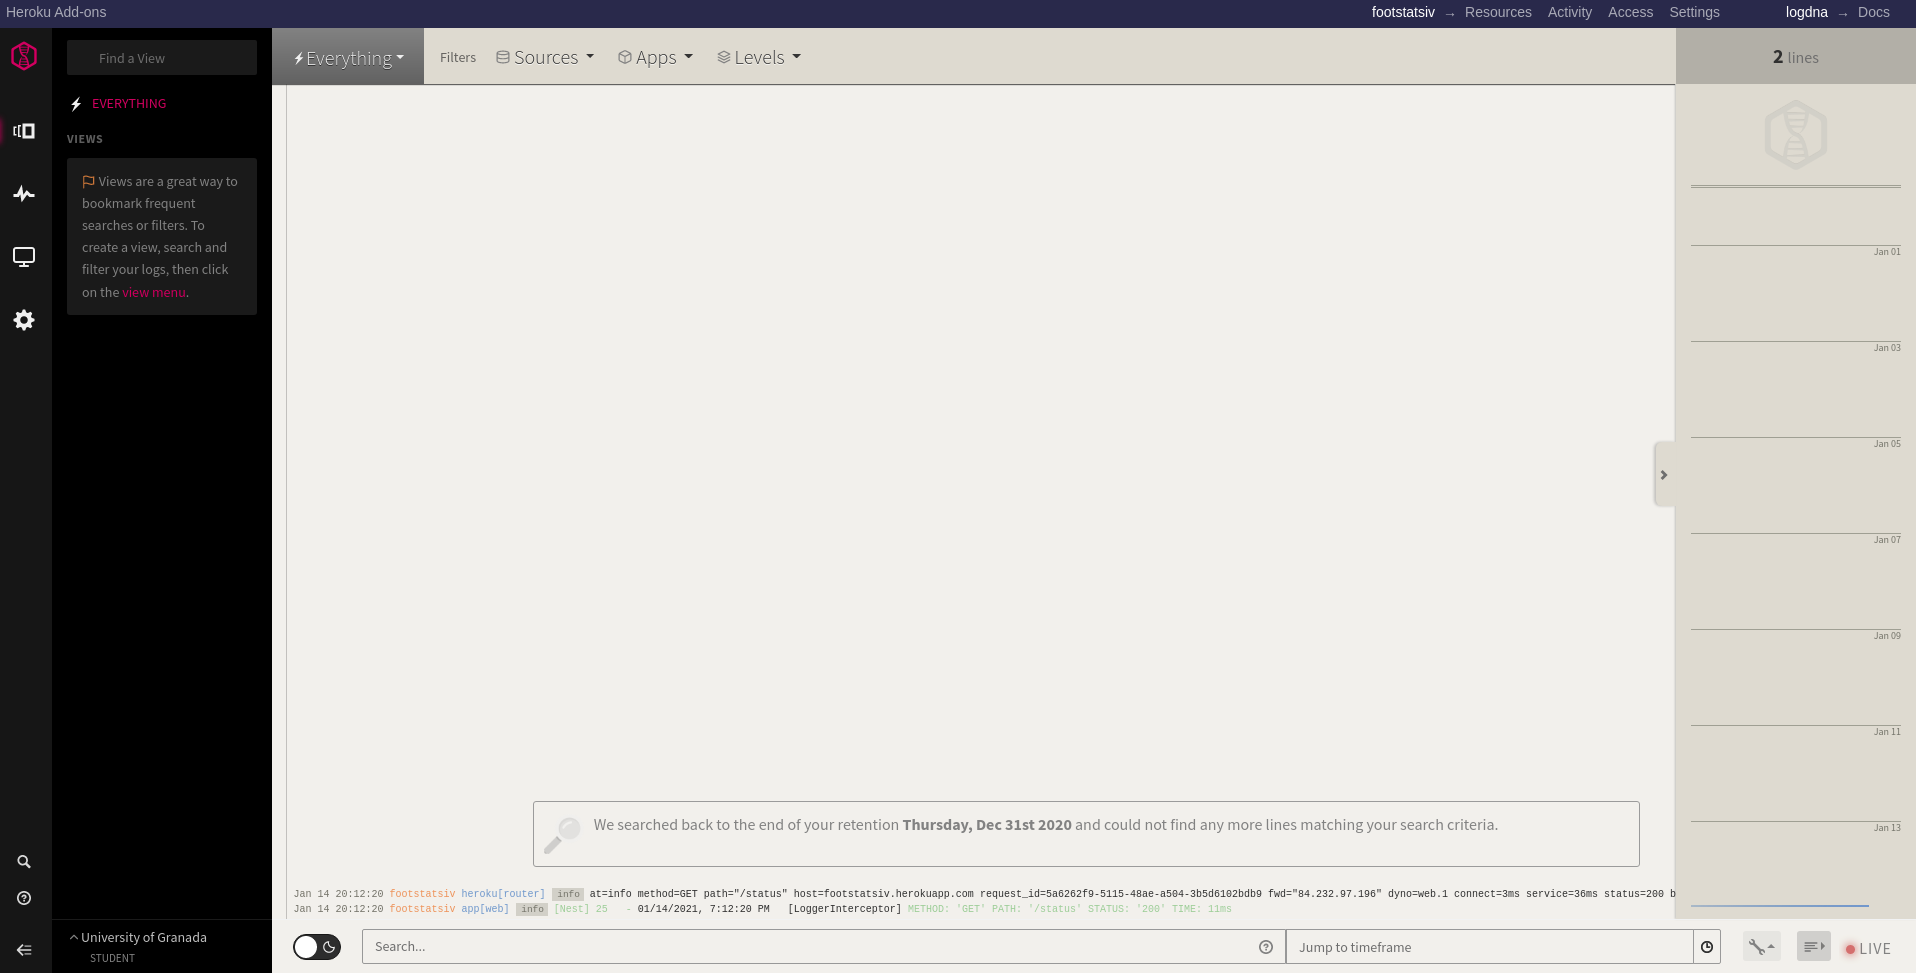 Heroku Add-ons
footstatsiv → Resources Activity Access Settings logdna → Docs
Find a View
EVERYTHING
VIEWS
Views are a great way to
bookmark frequent
searches or filters. To
create a view, search and
filter your logs, then click
on the view menu.
University of Granada
STUDENT
Everything Filters Sources Apps Levels
2 lines
Jan 01
Jan 03
Jan 05
Jan 07
Jan 09
Jan 11
Jan 13
We searched back to the end of your retention Thursday, Dec 31st 2020 and could not find any more lines matching your search criteria.
Jan 14 20:12:20 footstatsiv heroku[router] info at=info method=GET path="/status" host=footstatsiv.herokuapp.com request_id=5a6262f9-5115-48ae-a504-3b5d6102bdb9 fwd="84.232.97.196" dyno=web.1 connect=3ms service=36ms status=200 b
Jan 14 20:12:20 footstatsiv app[web] info [Nest] 25 - 01/14/2021, 7:12:20 PM [LoggerInterceptor] METHOD: 'GET' PATH: '/status' STATUS: '200' TIME: 11ms
Search... Jump to timeframe LIVE